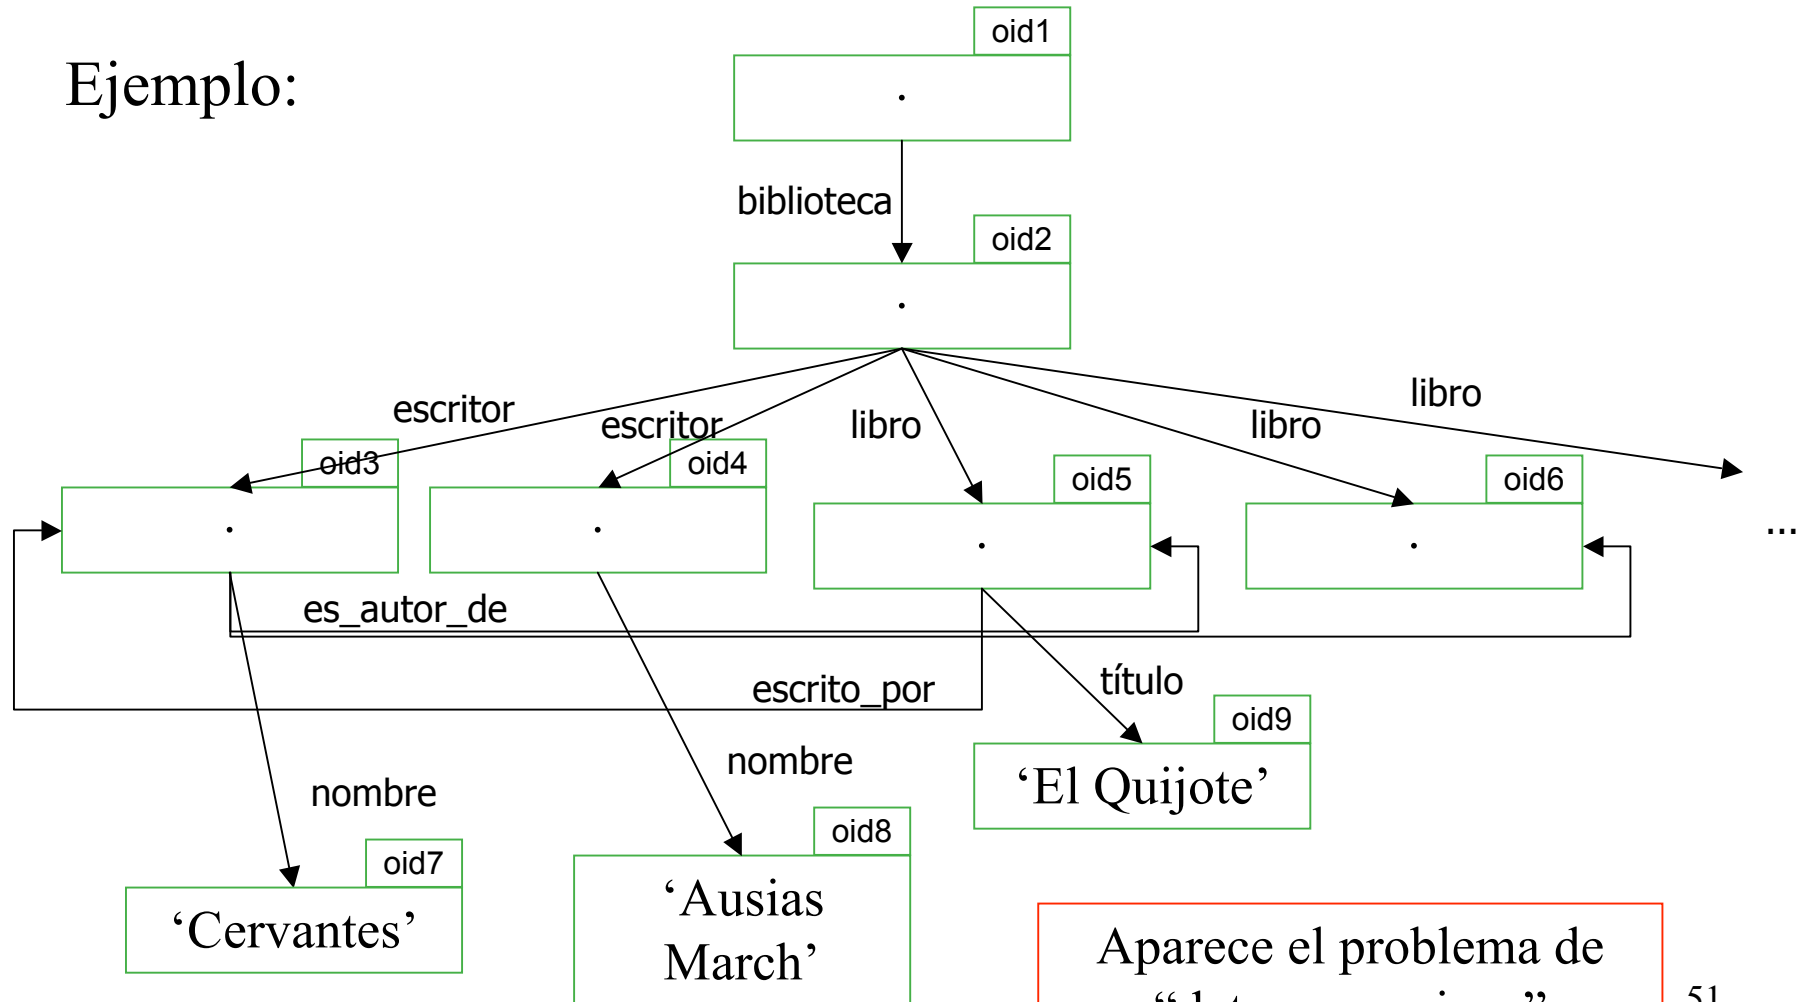 Ejemplo:
oid1
.
biblioteca
oid2
.
escritor
escritor
libro
libro
libro
oid3
oid4
oid5
oid6
.
.
.
.
...
es_autor_de
escrito_por
título
oid9
nombre
nombre
‘El Quijote’
oid8
oid7
‘Ausias
March’
‘Cervantes’
Aparece el problema de
51